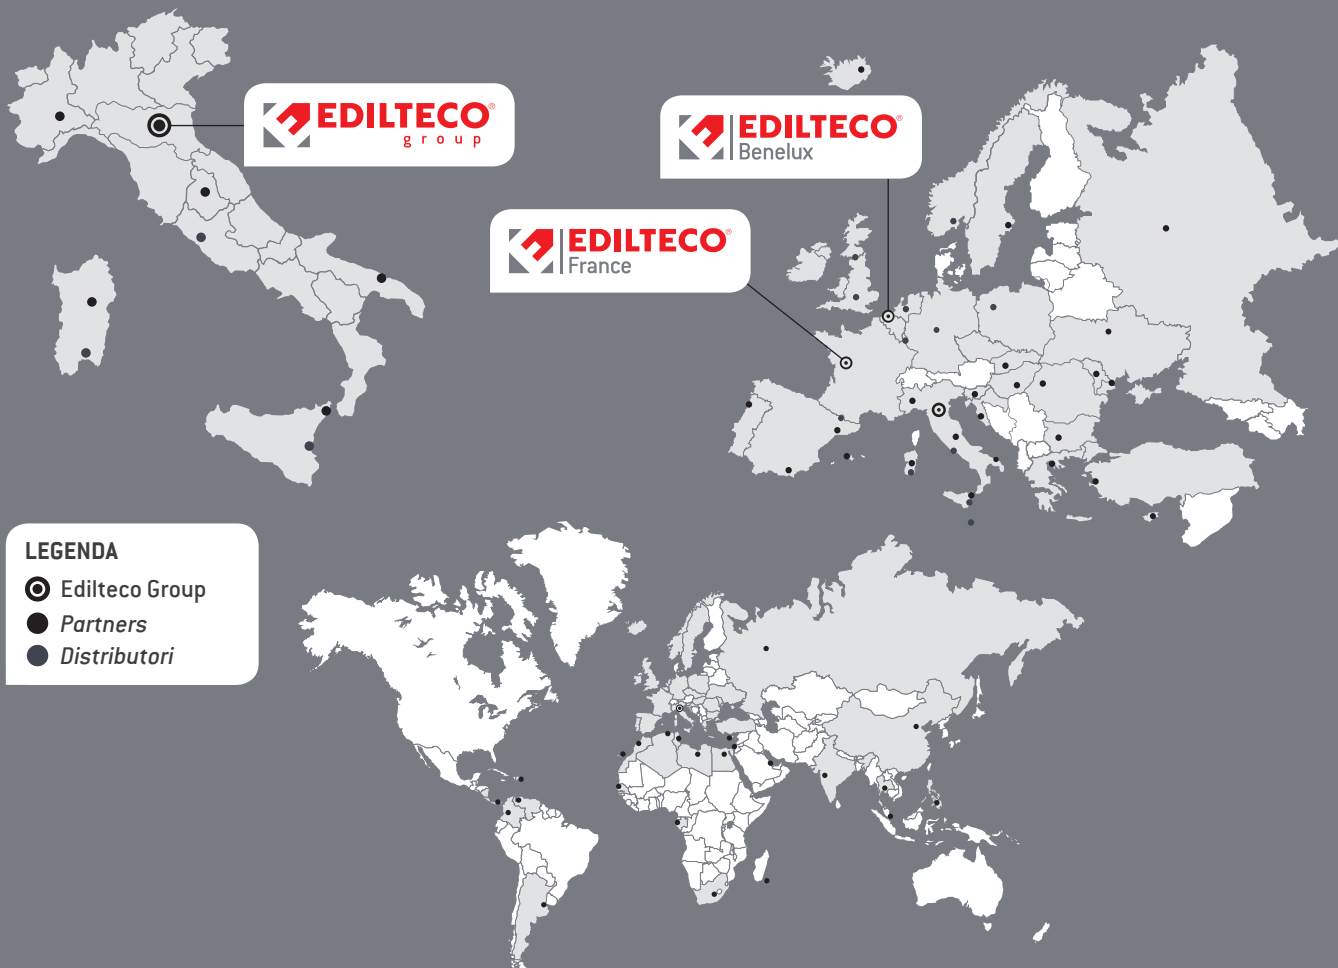 EDILTECO®
group
EDILTECO®
Benelux
EDILTECO®
France
LEGENDA
Edilteco Group
Partners
Distributori